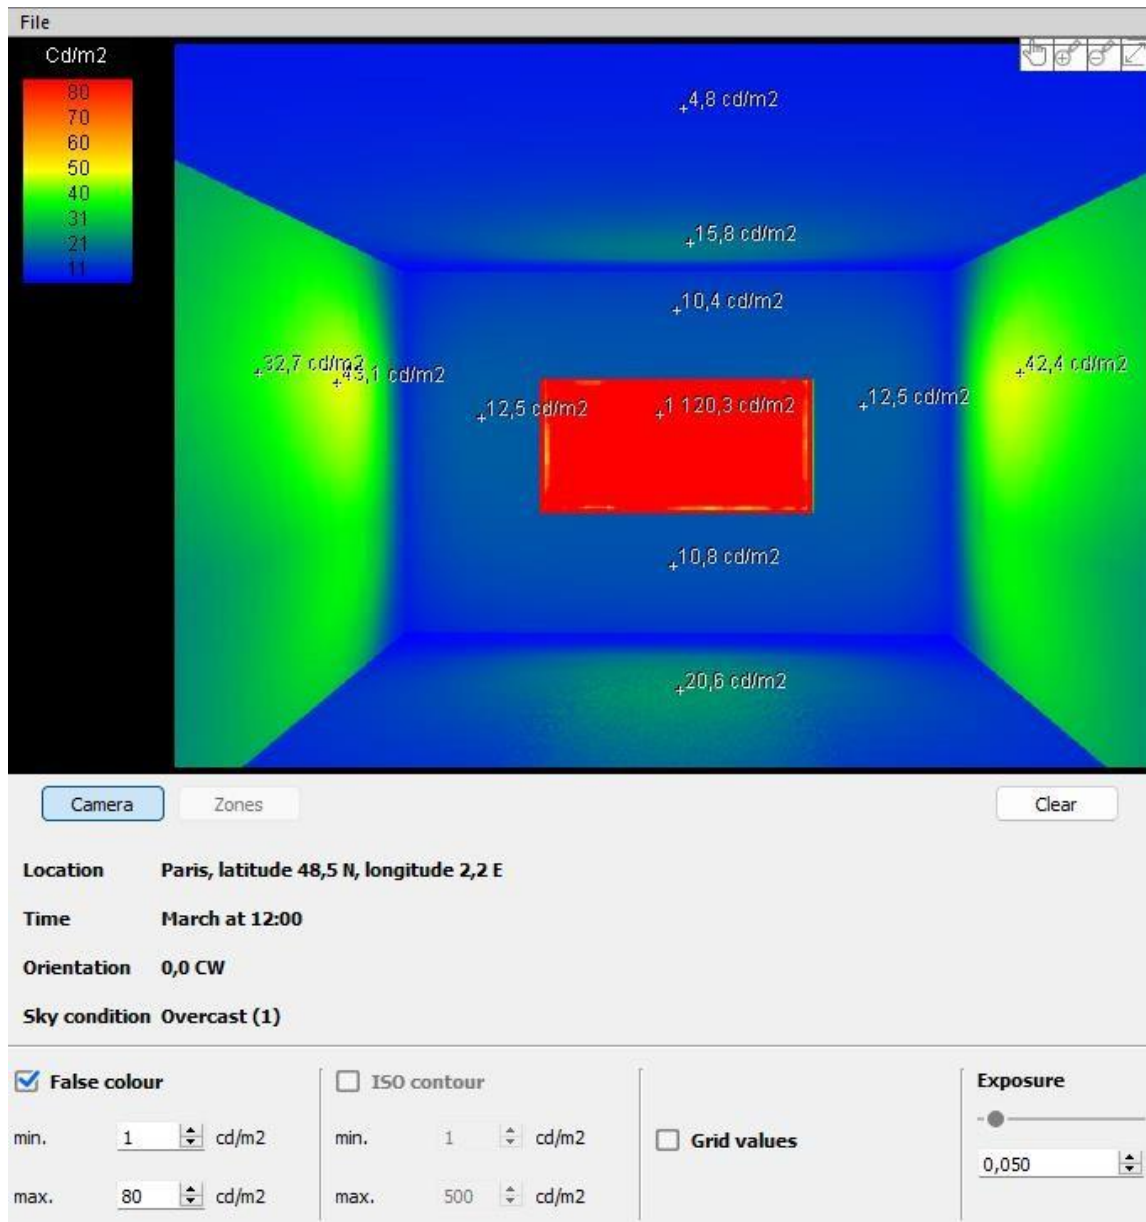 File
Cd/m2
80
70
60
50
40
31
21
11
4,8 cd/m2
15,8 cd/m2
10,4 cd/m2
32,7 cd/m2
43,1 cd/m2
42,4 cd/m2
12,5 cd/m2
1 120,3 cd/m2
12,5 cd/m2
10,8 cd/m2
20,6 cd/m2
Camera Zones Clear
Location Paris, latitude 48,5 N, longitude 2,2 E
Time March at 12:00
Orientation 0,0 CW
Sky condition Overcast (1)
False colour ISO contour Exposure
min. 1 cd/m2 min. 1 cd/m2 Grid values 0,050
max. 80 cd/m2 max. 500 cd/m2